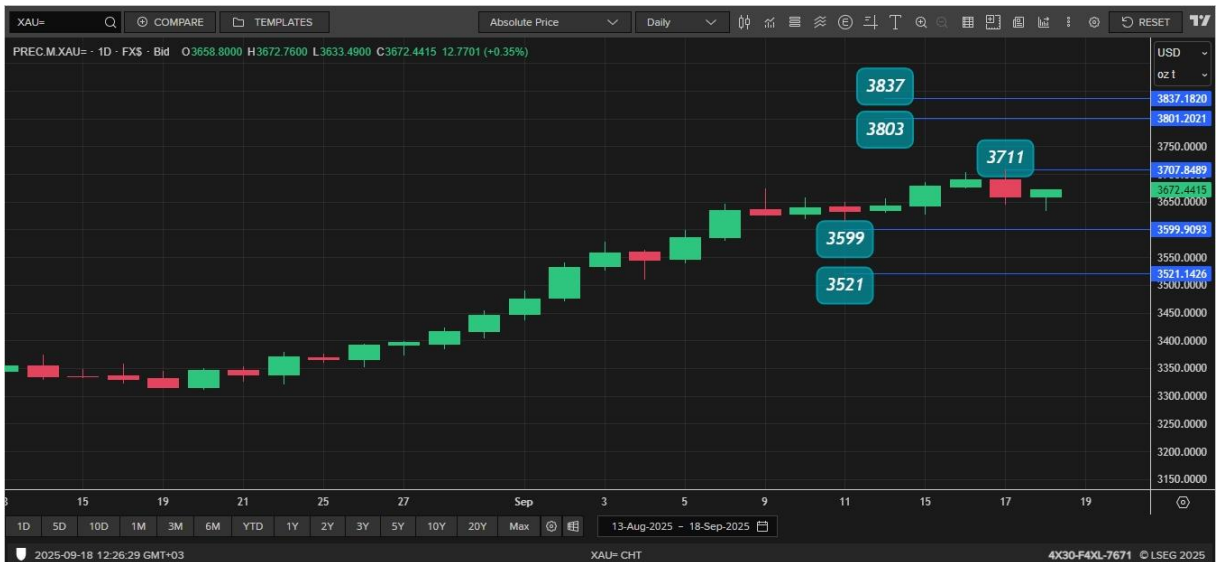 XAU=
COMPARE
TEMPLATES
Absolute Price
Daily
RESET
PREC.M.XAU= · 1D · FX$ · Bid O3658.8000 H3672.7600 L3633.4900 C3672.4415 12.7701 (+0.35%)
USD
oz t
3837
3837.1820
3801.2021
3803
3750.0000
3711
3707.8489
3672.4415
3650.0000
3599.9093
3599
3550.0000
3521.1426
3521
3500.0000
3450.0000
3400.0000
3350.0000
3300.0000
3250.0000
3200.0000
3150.0000
15 19 21 25 27 Sep 3 5 9 11 15 17 19
1D 5D 10D 1M 3M 6M YTD 1Y 2Y 3Y 5Y 10Y 20Y Max 13-Aug-2025 - 18-Sep-2025
2025-09-18 12:26:29 GMT+03 XAU= CHT 4X30-F4XL-7671 © LSEG 2025